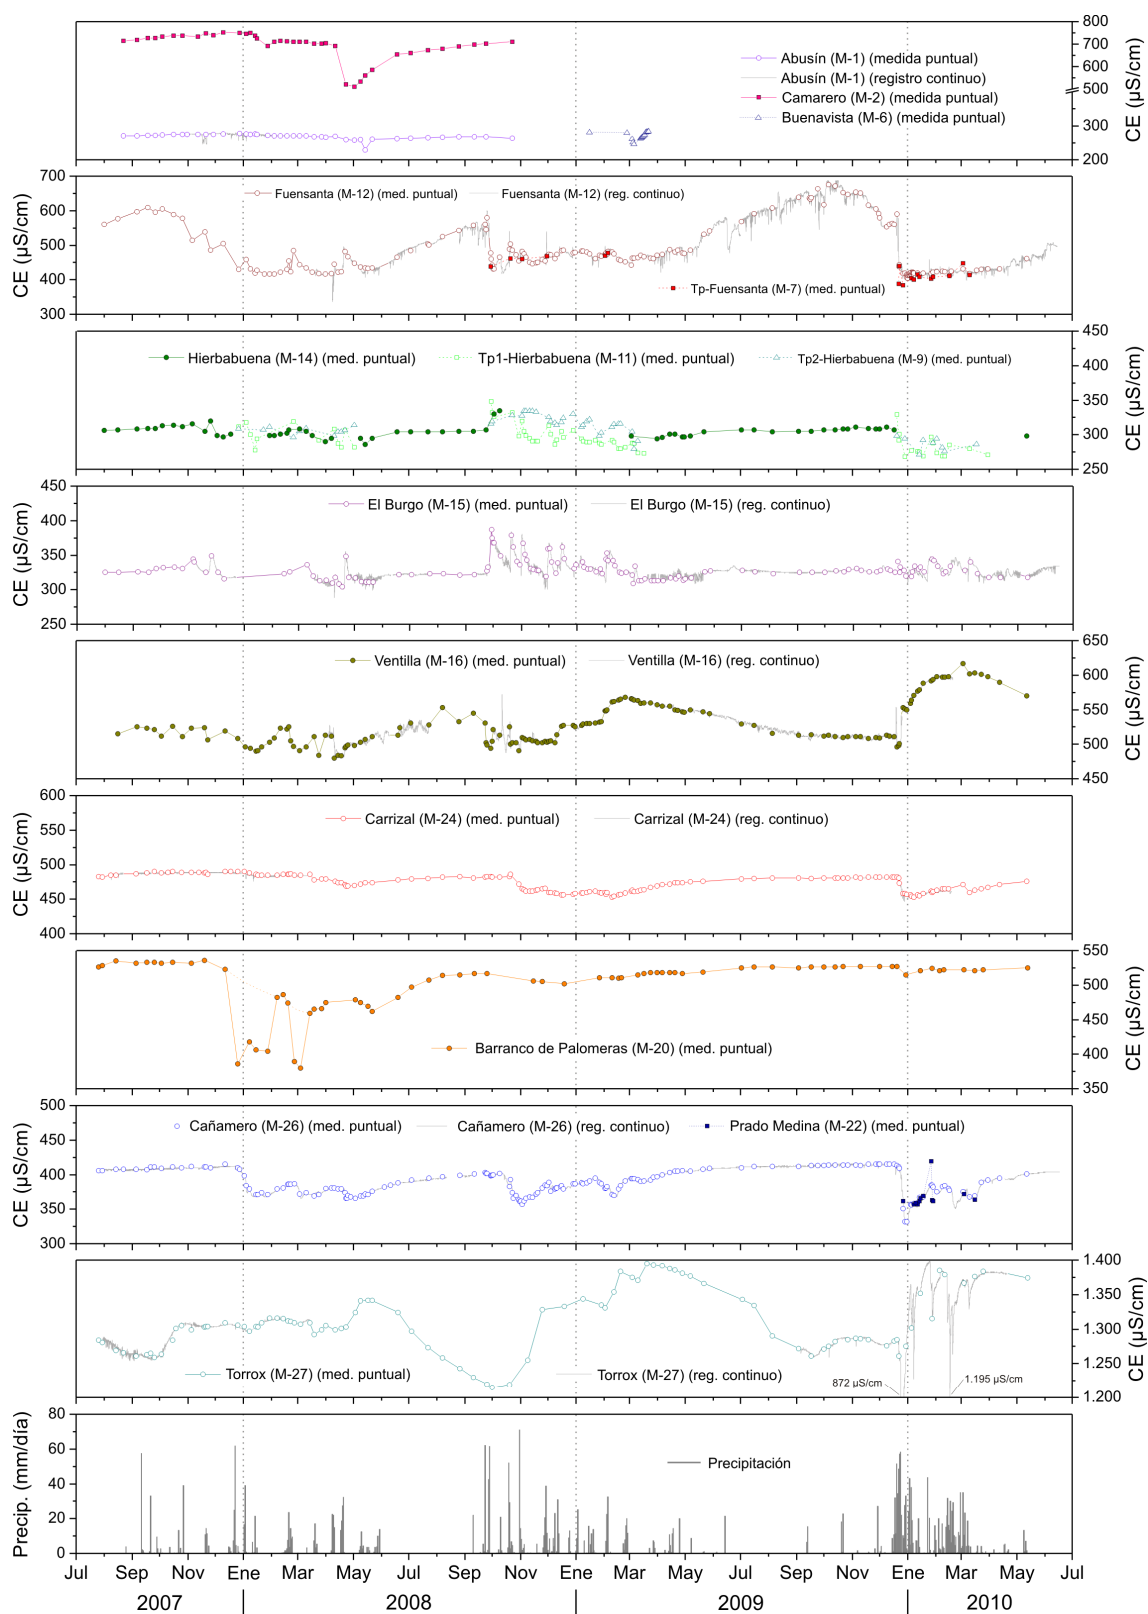 800
700
600
500
300
200
CE (µS/cm)
Abusín (M-1) (medida puntual)
Abusín (M-1) (registro continuo)
Camarero (M-2) (medida puntual)
Buenavista (M-6) (medida puntual)
700
600
500
400
300
CE (µS/cm)
Fuensanta (M-12) (med. puntual)
Fuensanta (M-12) (reg. continuo)
Tp-Fuensanta (M-7) (med. puntual)
450
400
350
300
250
CE (µS/cm)
Hierbabuena (M-14) (med. puntual)
Tp1-Hierbabuena (M-11) (med. puntual)
Tp2-Hierbabuena (M-9) (med. puntual)
450
400
350
300
250
CE (µS/cm)
El Burgo (M-15) (med. puntual)
El Burgo (M-15) (reg. continuo)
650
600
550
500
450
CE (µS/cm)
Ventilla (M-16) (med. puntual)
Ventilla (M-16) (reg. continuo)
600
550
500
450
400
CE (µS/cm)
Carrizal (M-24) (med. puntual)
Carrizal (M-24) (reg. continuo)
550
500
450
400
350
CE (µS/cm)
Barranco de Palomeras (M-20) (med. puntual)
500
450
400
350
300
CE (µS/cm)
Cañamero (M-26) (med. puntual)
Cañamero (M-26) (reg. continuo)
Prado Medina (M-22) (med. puntual)
1.400
1.350
1.300
1.250
1.200
CE (µS/cm)
Torrox (M-27) (med. puntual)
Torrox (M-27) (reg. continuo)
872 µS/cm
1.195 µS/cm
80
60
40
20
0
Precip. (mm/día)
Precipitación
Jul Sep Nov Ene Mar May Jul Sep Nov Ene Mar May Jul Sep Nov Ene Mar May Jul
2007 2008 2009 2010